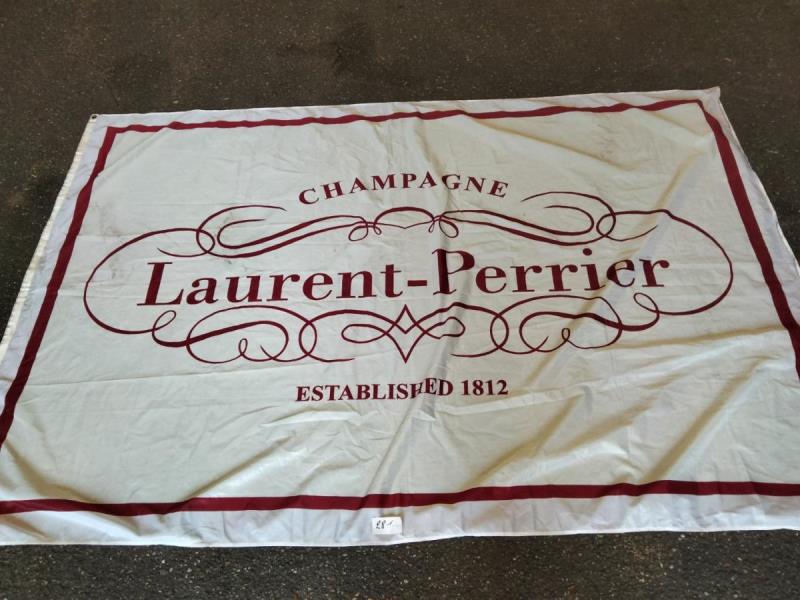 CHAMPAGNE
Laurent-Perrier
ESTABLISHED 1812